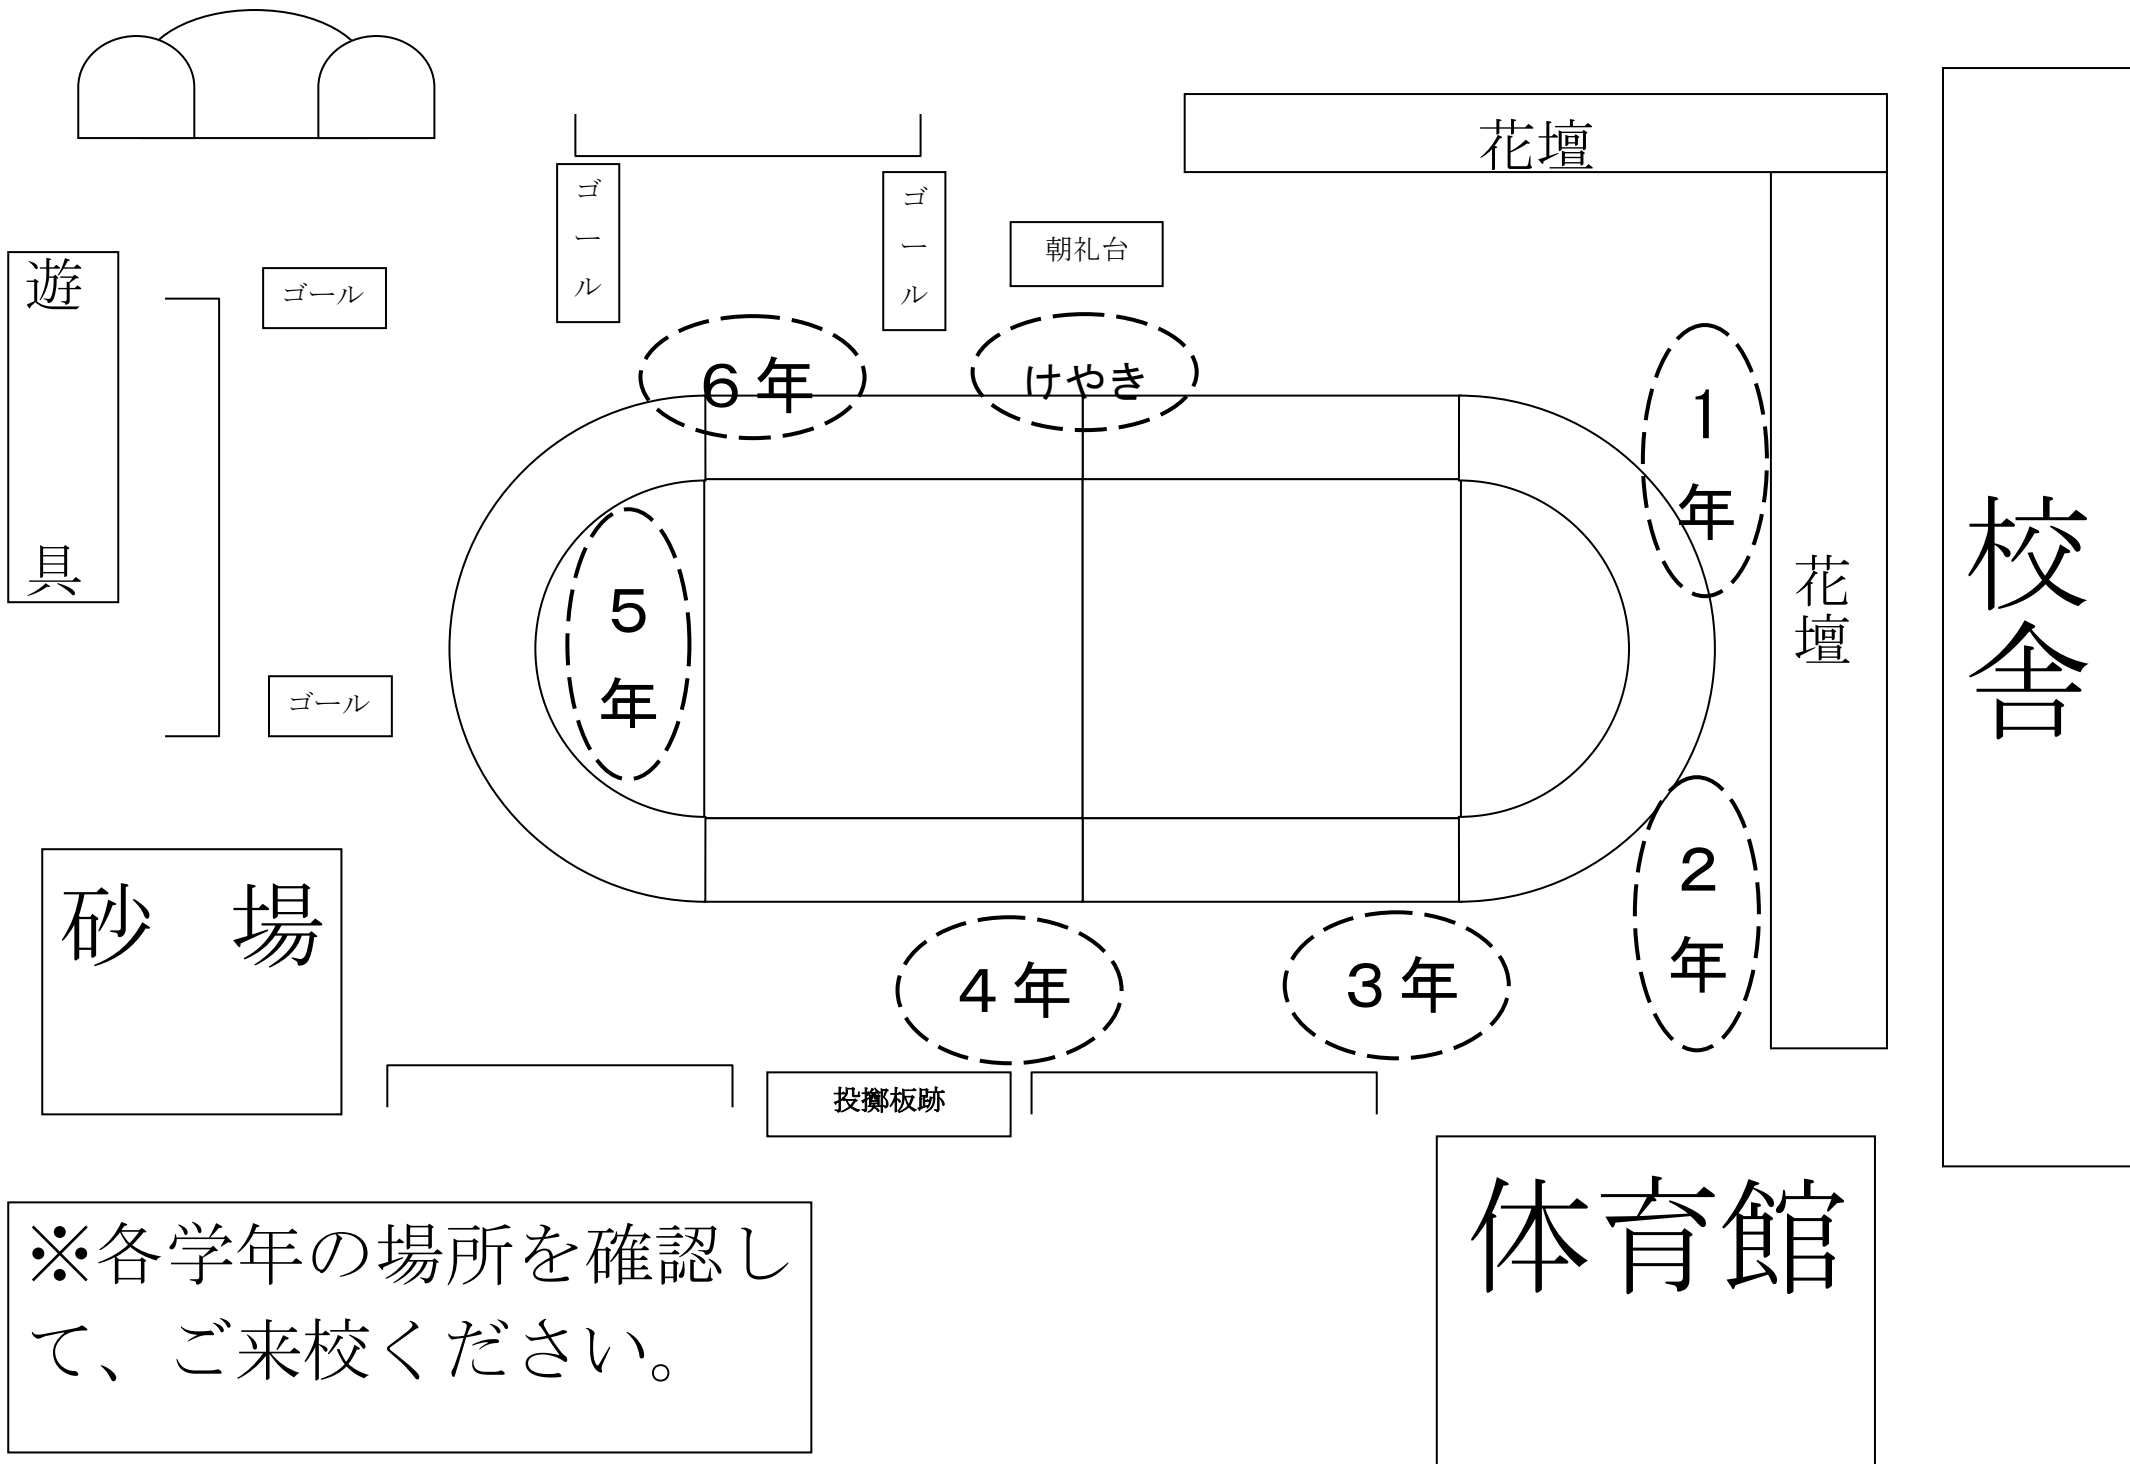 花壇
ゴール
ゴール
朝礼台
遊具
ゴール
６年
けやき
１年
校舎
５年
花壇
ゴール
２年
砂 場
４年
３年
投擲板跡
体育館
※各学年の場所を確認し
て、ご来校ください。